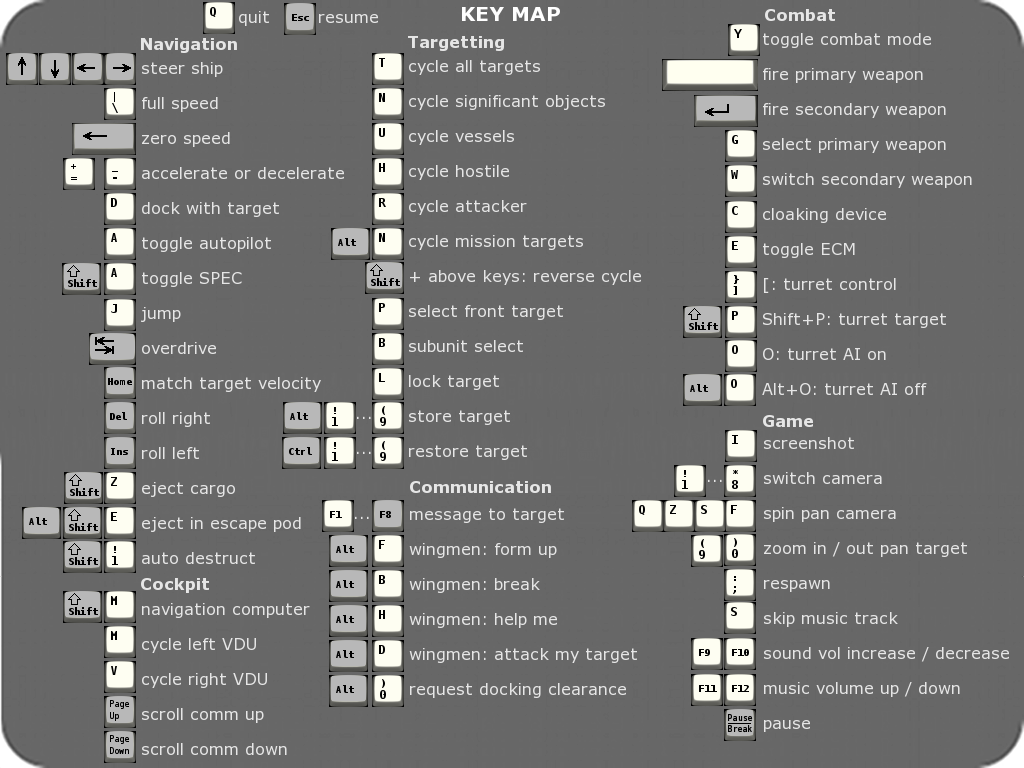 KEY MAP
Q quit Esc resume
Navigation
↑ ↓ ← → steer ship
| \ full speed
← zero speed
+ = _ - accelerate or decelerate
D dock with target
A toggle autopilot
Shift A toggle SPEC
J jump
overdrive
Home match target velocity
Del roll right
Ins roll left
Shift Z eject cargo
Alt Shift E eject in escape pod
Shift ! 1 auto destruct
Cockpit
Shift M navigation computer
M cycle left VDU
V cycle right VDU
Page Up scroll comm up
Page Down scroll comm down
Targetting
T cycle all targets
N cycle significant objects
U cycle vessels
H cycle hostile
R cycle attacker
Alt N cycle mission targets
Shift + above keys: reverse cycle
P select front target
B subunit select
L lock target
Alt ! 1 ... ( 9 store target
Ctrl ! 1 ... ( 9 restore target
Communication
F1 ... F8 message to target
Alt F wingmen: form up
Alt B wingmen: break
Alt H wingmen: help me
Alt D wingmen: attack my target
Alt ) 0 request docking clearance
Combat
Y toggle combat mode
fire primary weapon
fire secondary weapon
G select primary weapon
W switch secondary weapon
C cloaking device
E toggle ECM
} ] [: turret control
Shift P Shift+P: turret target
O O: turret AI on
Alt O Alt+O: turret AI off
Game
I screenshot
! 1 ... * 8 switch camera
Q Z S F spin pan camera
( 9 ) 0 zoom in / out pan target
: ; respawn
S skip music track
F9 F10 sound vol increase / decrease
F11 F12 music volume up / down
Pause Break pause